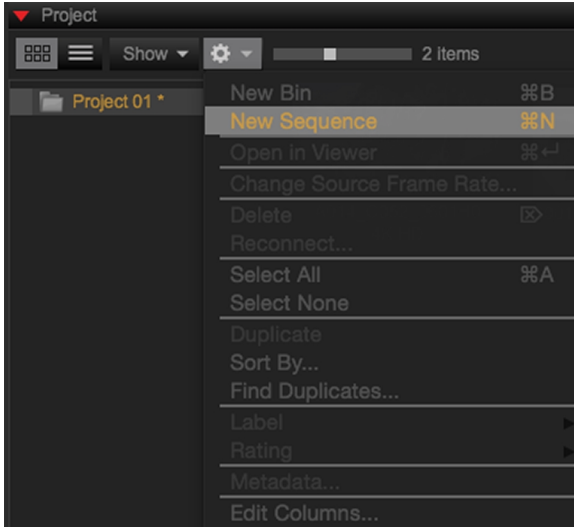 Project
Show 2 items
Project 01 *
New Bin ⌘B
New Sequence ⌘N
Open in Viewer ⌘↩
Change Source Frame Rate...
Delete ⌦
Reconnect...
Select All ⌘A
Select None
Duplicate
Sort By...
Find Duplicates...
Label
Rating
Metadata...
Edit Columns...